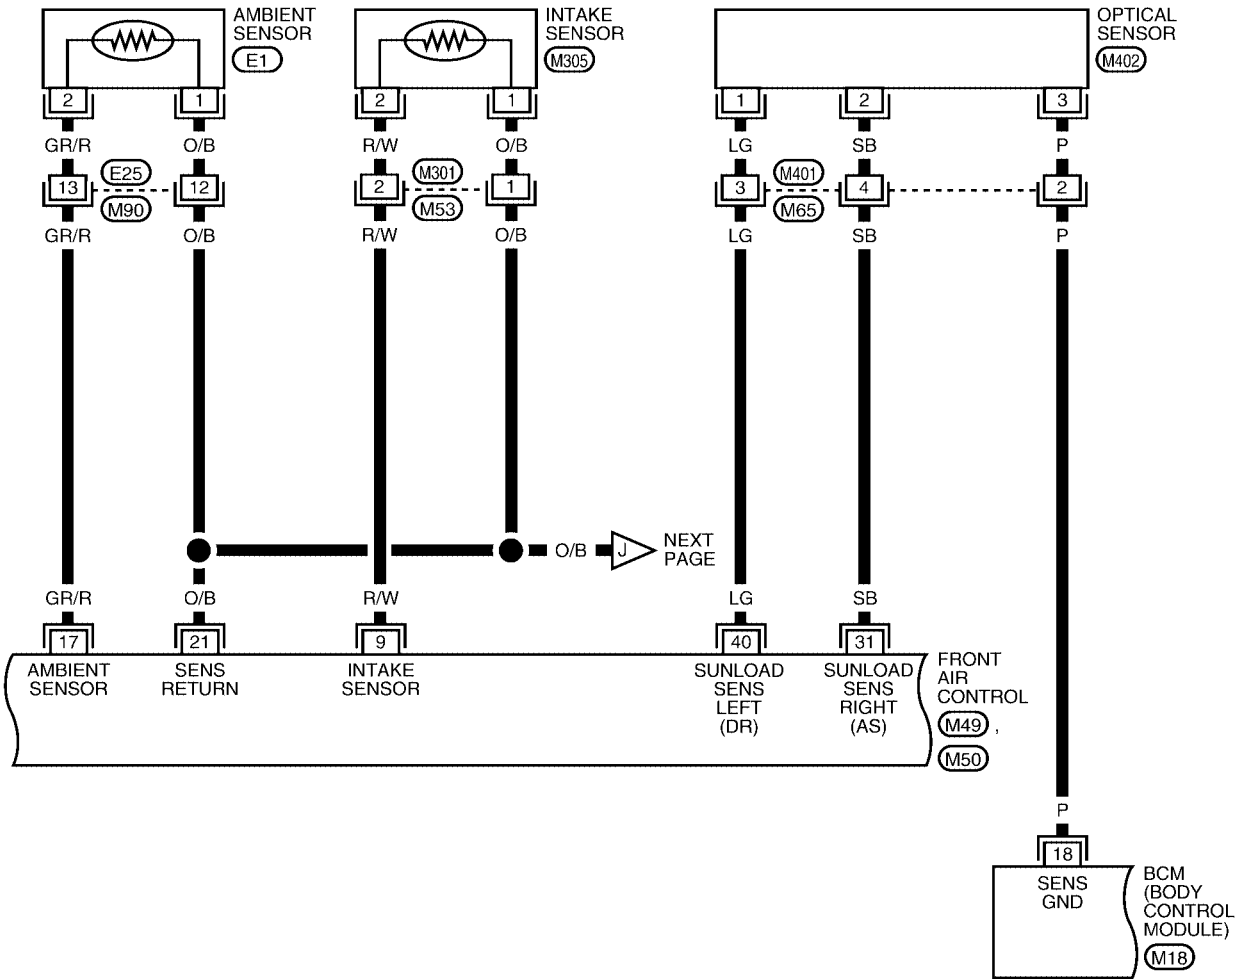 AMBIENT
SENSOR
E1
INTAKE
SENSOR
M305
OPTICAL
SENSOR
M402
2 1 2 1 1 2 3
GR/R O/B R/W O/B LG SB P
13 E25 12 2 M301 1 3 M401 4 2
M90 M53 M65
GR/R O/B R/W O/B LG SB P
O/B J NEXT
PAGE
GR/R O/B R/W LG SB
17 21 9 40 31
AMBIENT
SENSOR
SENS
RETURN
INTAKE
SENSOR
SUNLOAD
SENS
LEFT
(DR)
SUNLOAD
SENS
RIGHT
(AS)
FRONT
AIR
CONTROL
M49 ,
M50
P
18
SENS
GND
BCM
(BODY
CONTROL
MODULE)
M18